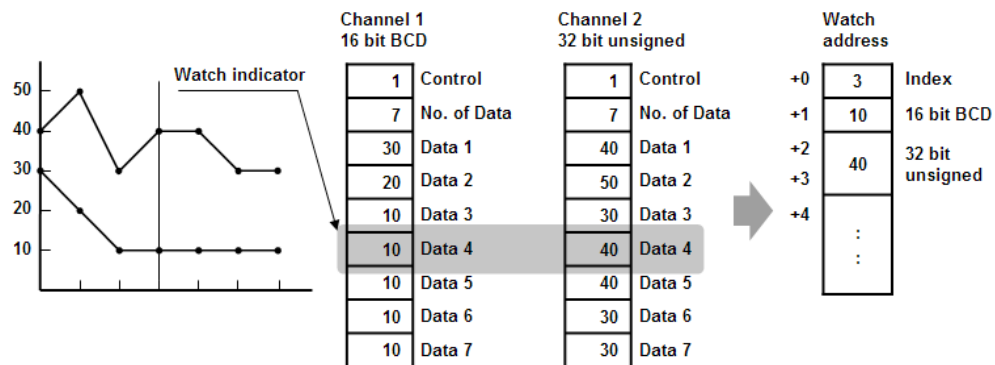 Channel 1
16 bit BCD
Channel 2
32 bit unsigned
Watch
address
Watch indicator
50
40
30
20
10
1 Control
7 No. of Data
30 Data 1
20 Data 2
10 Data 3
10 Data 4
10 Data 5
10 Data 6
10 Data 7
1 Control
7 No. of Data
40 Data 1
50 Data 2
30 Data 3
40 Data 4
40 Data 5
30 Data 6
30 Data 7
+0 3 Index
+1 10 16 bit BCD
+2
+3
40
32 bit
unsigned
+4
:
: